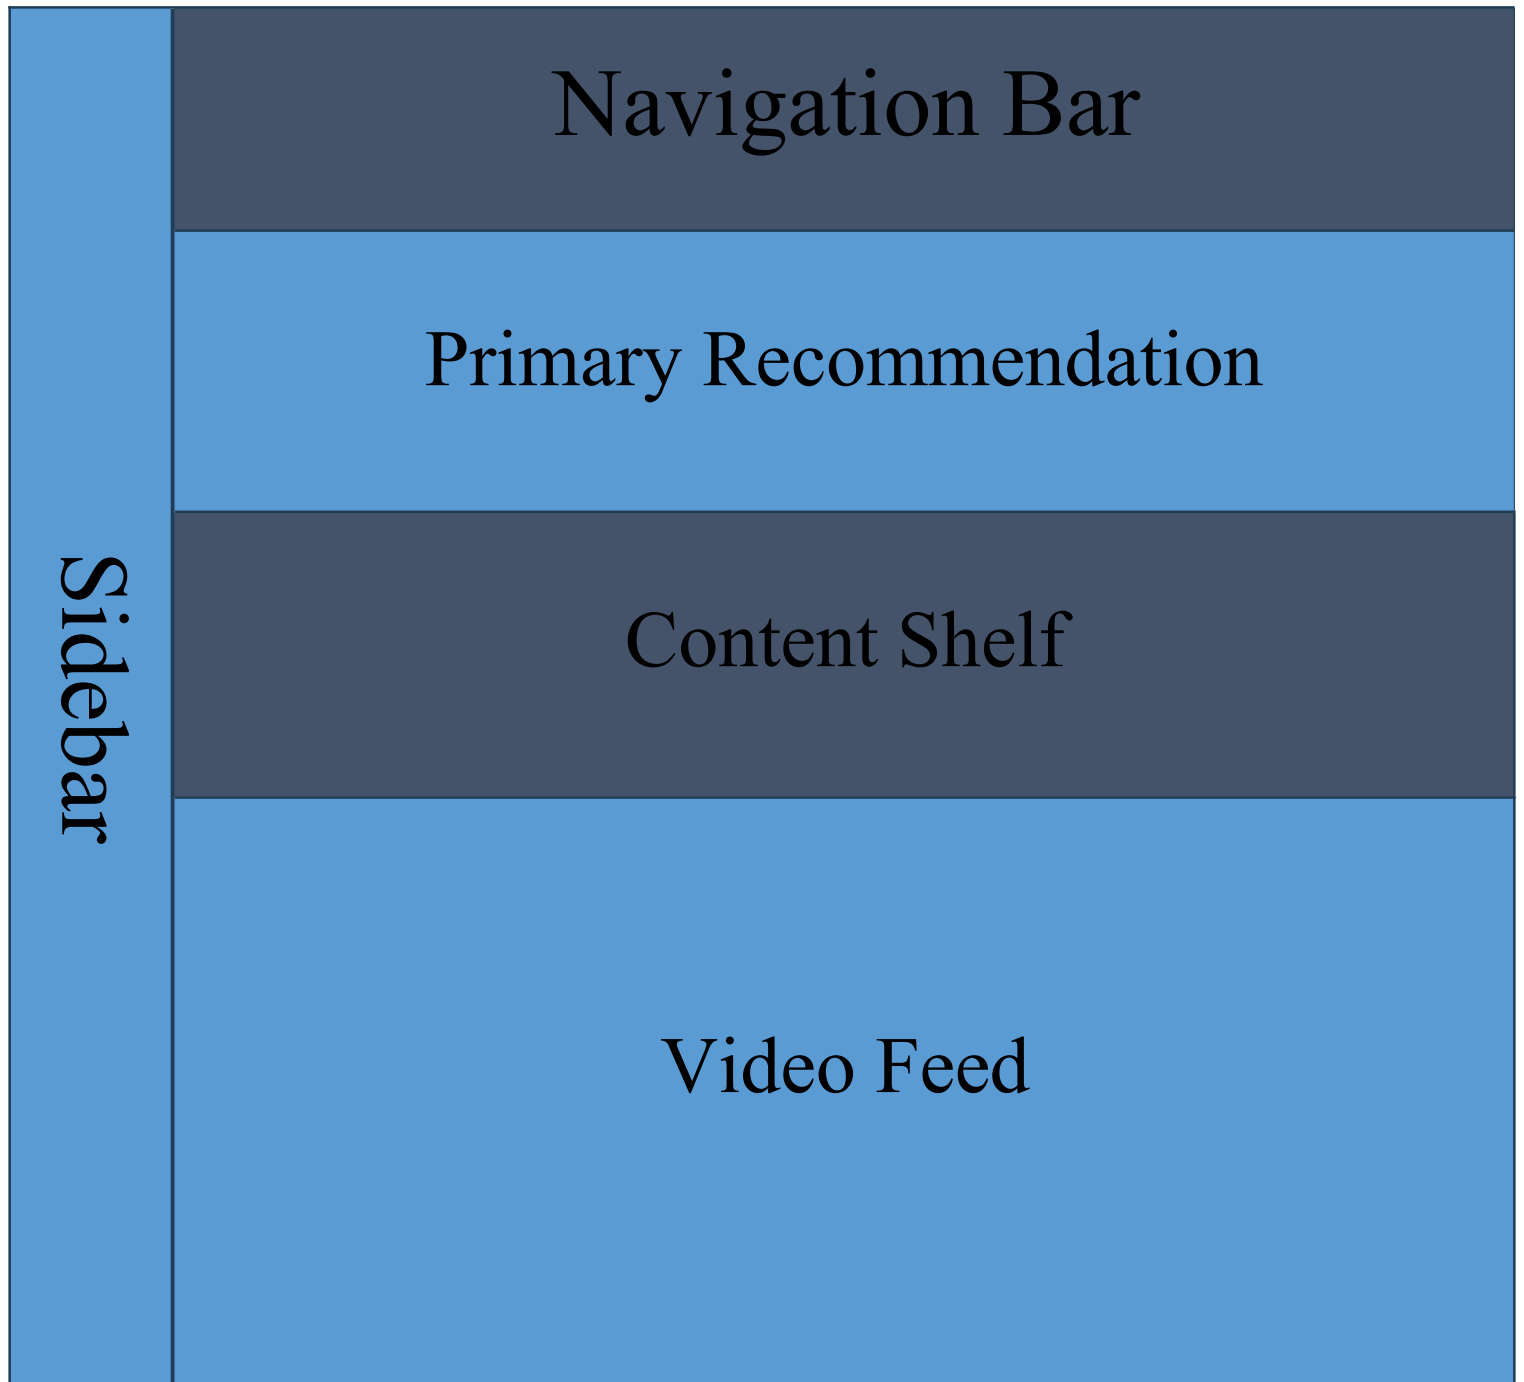 Navigation Bar
Primary Recommendation
Content Shelf
Sidebar
Video Feed